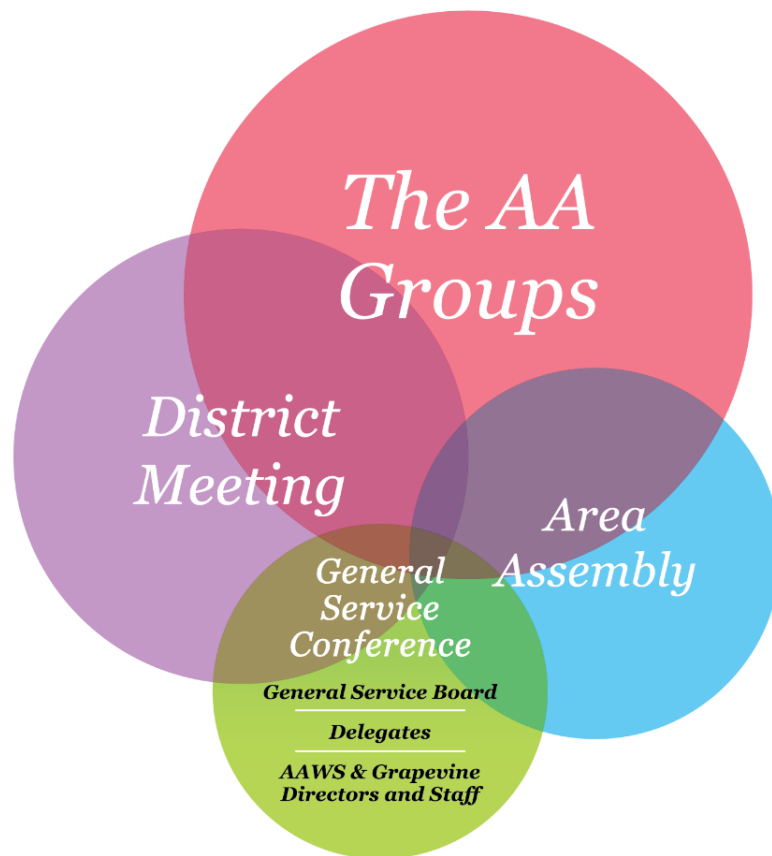 The AA
Groups
District
Meeting
Area
Assembly
General
Service
Conference
General Service Board
Delegates
AAWS & Grapevine
Directors and Staff